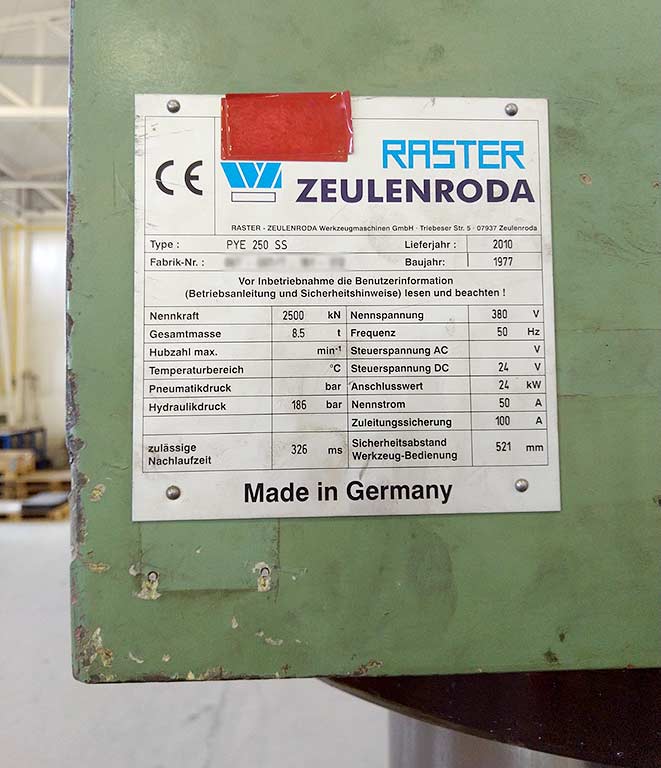 CE
RASTER
ZEULENRODA
RASTER - ZEULENRODA Werkzeugmaschinen GmbH · Triebeser Str. 5 · 07937 Zeulenroda
Type : PYE 250 SS Lieferjahr : 2010
Fabrik-Nr. : Baujahr: 1977
Vor Inbetriebnahme die Benutzerinformation
(Betriebsanleitung und Sicherheitshinweise) lesen und beachten !
Nennkraft 2500 kN Nennspannung 380 V
Gesamtmasse 8.5 t Frequenz 50 Hz
Hubzahl max. min-1 Steuerspannung AC V
Temperaturbereich °C Steuerspannung DC 24 V
Pneumatikdruck bar Anschlusswert 24 kW
Hydraulikdruck 186 bar Nennstrom 50 A
Zuleitungssicherung 100 A
zulässige Nachlaufzeit 326 ms Sicherheitsabstand Werkzeug-Bedienung 521 mm
Made in Germany